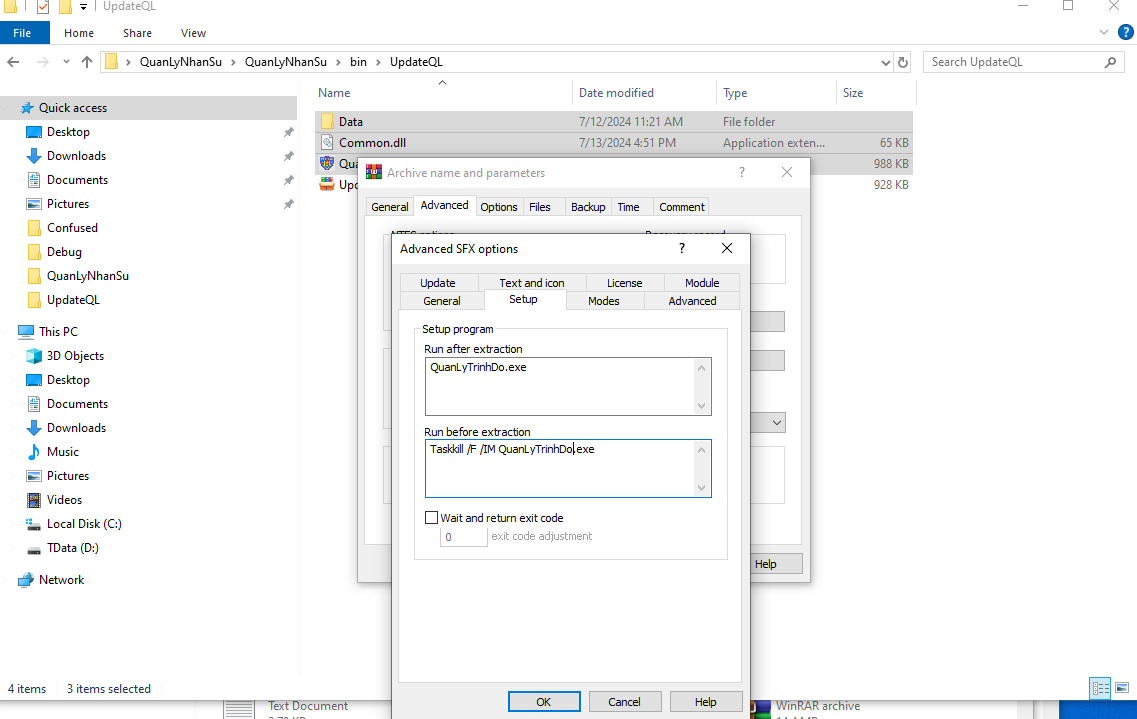 UpdateQL
File Home Share View
QuanLyNhanSu QuanLyNhanSu bin UpdateQL Search UpdateQL
Name Date modified Type Size
Quick access
Desktop
Downloads
Documents
Pictures
Confused
Debug
QuanLyNhanSu
UpdateQL
This PC
3D Objects
Desktop
Documents
Downloads
Music
Pictures
Videos
Local Disk (C:)
TData (D:)
Network
Data 7/12/2024 11:21 AM File folder
Common.dll 7/13/2024 4:51 PM Application exten... 65 KB
988 KB
928 KB
Archive name and parameters ?
General Advanced Options Files Backup Time Comment
Advanced SFX options ?
Update Text and icon License Module
General Setup Modes Advanced
Setup program
Run after extraction
QuanLyTrinhDo.exe
Run before extraction
Taskkill /F /IM QuanLyTrinhDo.exe
Wait and return exit code
0 exit code adjustment
Help
OK Cancel Help
4 items 3 items selected
Text Document
WinRAR archive